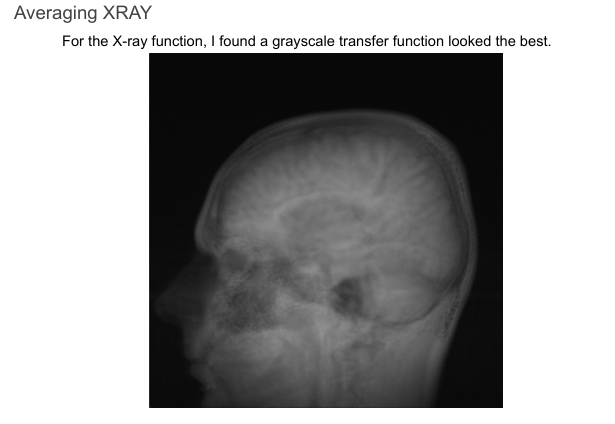 Averaging XRAY
For the X-ray function, I found a grayscale transfer function looked the best.